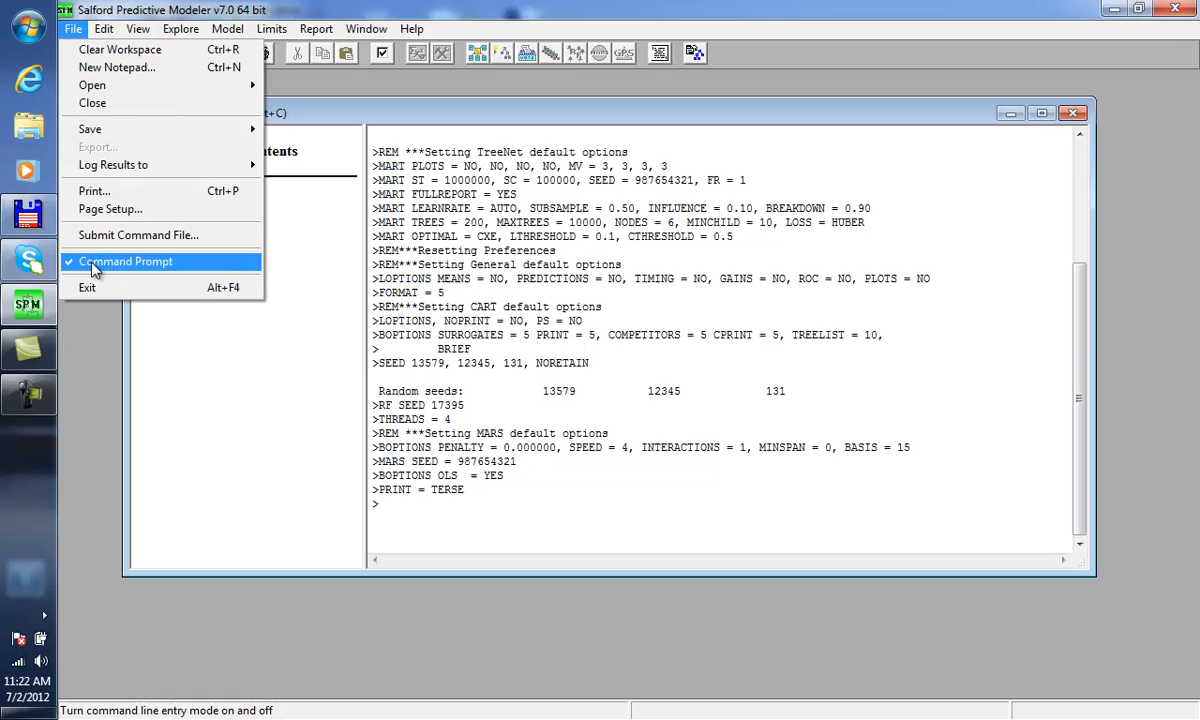 Salford Predictive Modeler v7.0 64 bit
File Edit View Explore Model Limits Report Window Help
Clear Workspace Ctrl+R
New Notepad... Ctrl+N
Open
Close
Save
Export...
Log Results to
Print... Ctrl+P
Page Setup...
Submit Command File...
Command Prompt
Exit Alt+F4
GPS
t+C)
tents
>REM ***Setting TreeNet default options
>MART PLOTS = NO, NO, NO, NO, MV = 3, 3, 3, 3
>MART ST = 1000000, SC = 100000, SEED = 987654321, FR = 1
>MART FULLREPORT = YES
>MART LEARNRATE = AUTO, SUBSAMPLE = 0.50, INFLUENCE = 0.10, BREAKDOWN = 0.90
>MART TREES = 200, MAXTREES = 10000, NODES = 6, MINCHILD = 10, LOSS = HUBER
>MART OPTIMAL = CXE, LTHRESHOLD = 0.1, CTHRESHOLD = 0.5
>REM***Resetting Preferences
>REM***Setting General default options
>LOPTIONS MEANS = NO, PREDICTIONS = NO, TIMING = NO, GAINS = NO, ROC = NO, PLOTS = NO
>FORMAT = 5
>REM***Setting CART default options
>LOPTIONS, NOPRINT = NO, PS = NO
>BOPTIONS SURROGATES = 5 PRINT = 5, COMPETITORS = 5 CPRINT = 5, TREELIST = 10,
> BRIEF
>SEED 13579, 12345, 131, NORETAIN
Random seeds: 13579 12345 131
>RF SEED 17395
>THREADS = 4
>REM ***Setting MARS default options
>BOPTIONS PENALTY = 0.000000, SPEED = 4, INTERACTIONS = 1, MINSPAN = 0, BASIS = 15
>MARS SEED = 987654321
>BOPTIONS OLS = YES
>PRINT = TERSE
>
SPM
11:22 AM
7/2/2012
Turn command line entry mode on and off